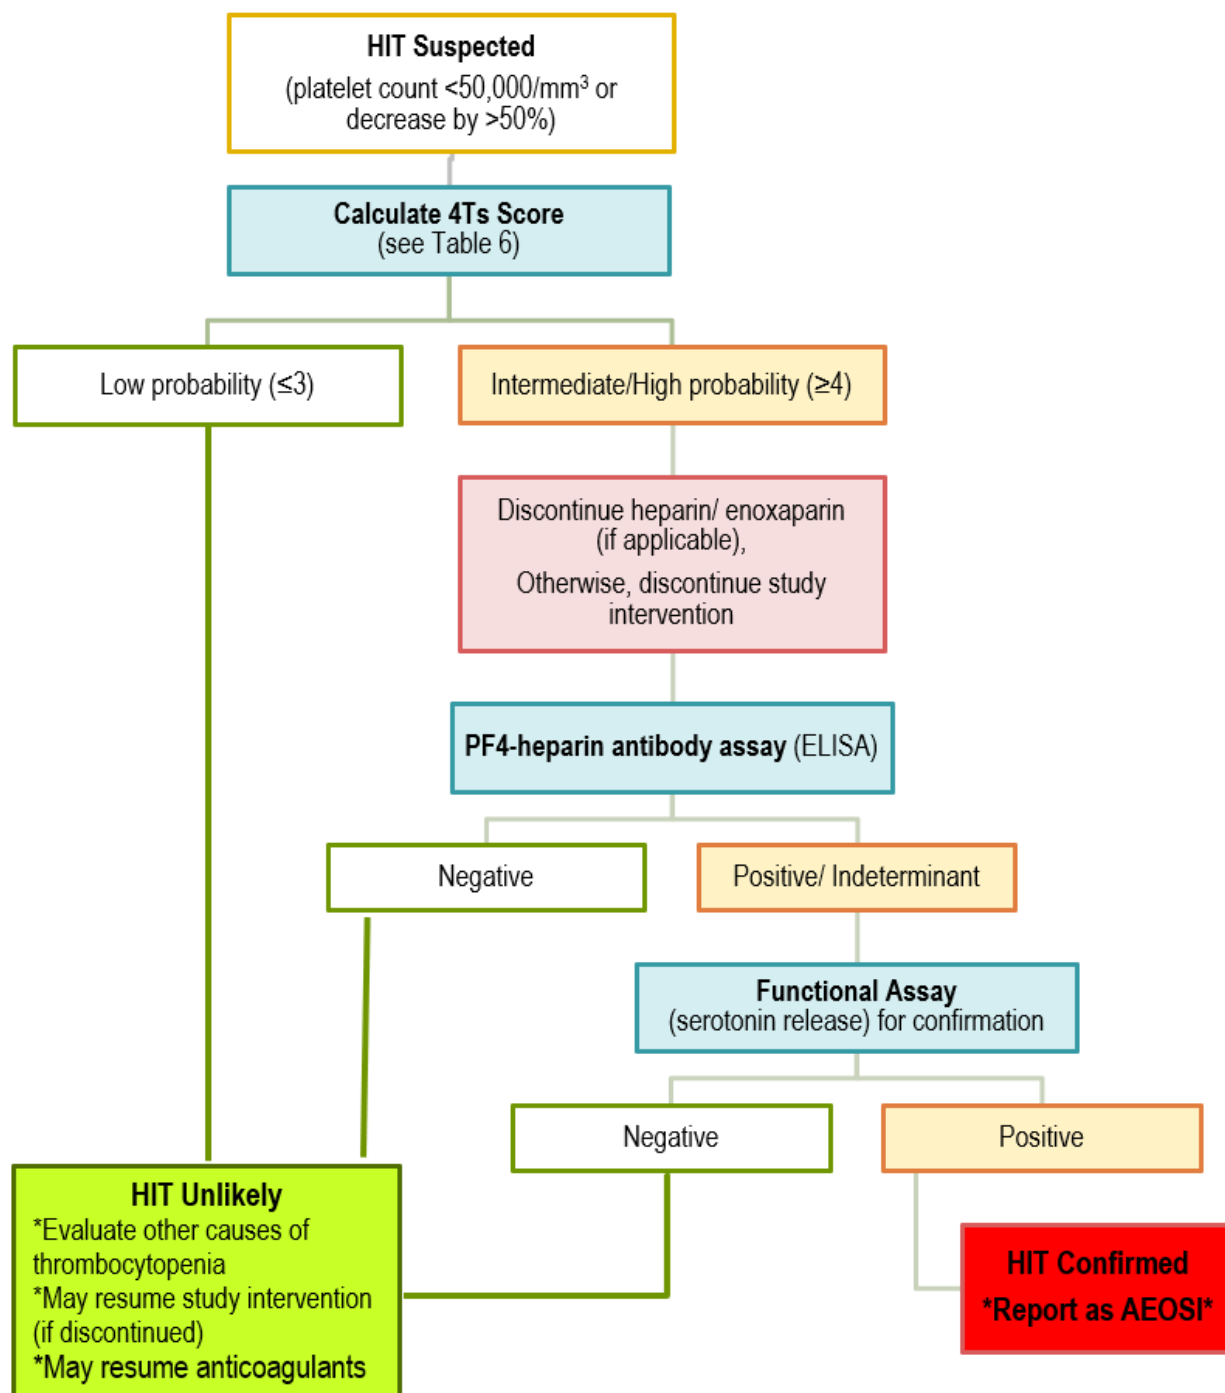 HIT Suspected
(platelet count <50,000/mm³ or
decrease by >50%)
Calculate 4Ts Score
(see Table 6)
Low probability (≤3)
Intermediate/High probability (≥4)
Discontinue heparin/ enoxaparin
(if applicable),
Otherwise, discontinue study
intervention
PF4-heparin antibody assay (ELISA)
Negative
Positive/ Indeterminant
Functional Assay
(serotonin release) for confirmation
Negative
Positive
HIT Unlikely
*Evaluate other causes of
thrombocytopenia
*May resume study intervention
(if discontinued)
*May resume anticoagulants
HIT Confirmed
*Report as AEOSI*